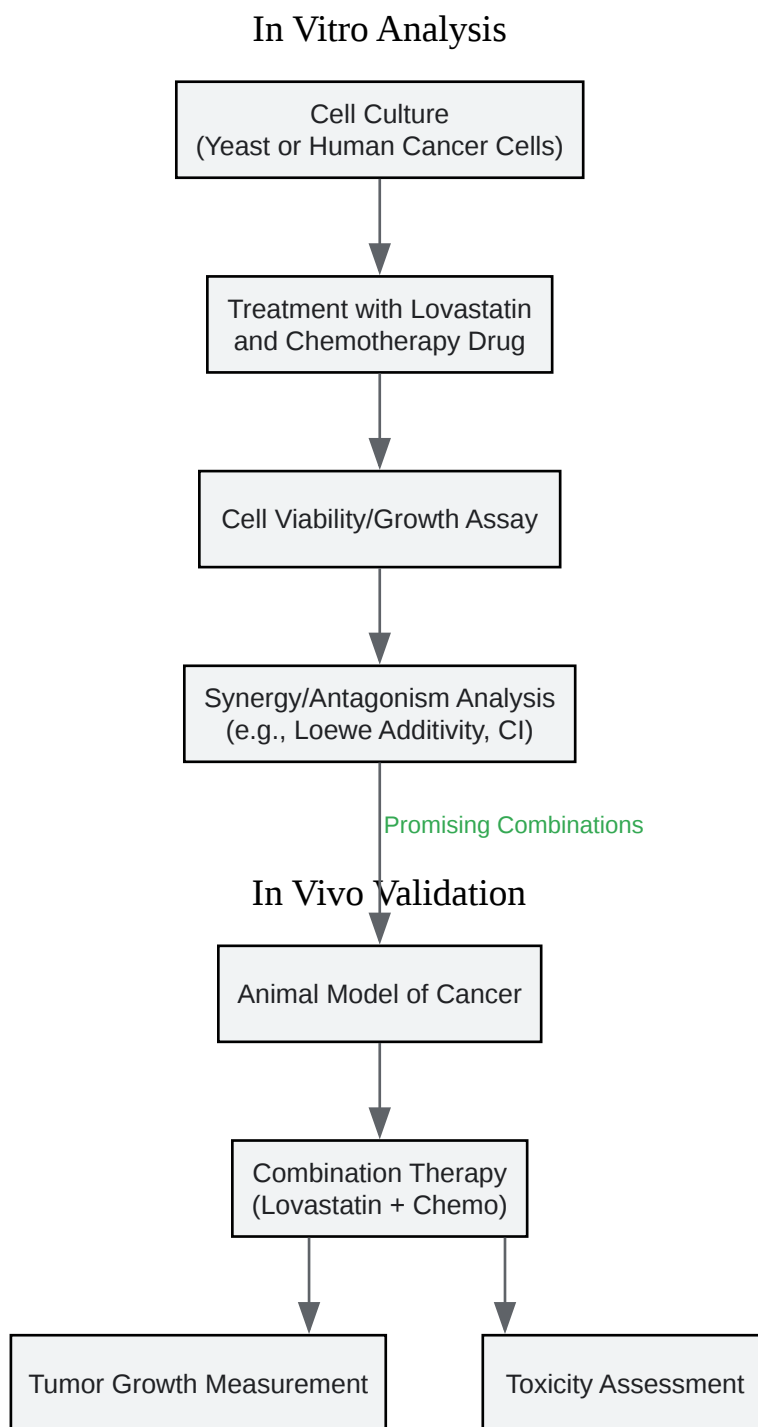 In Vitro Analysis
Cell Culture
(Yeast or Human Cancer Cells)
Treatment with Lovastatin
and Chemotherapy Drug
Cell Viability/Growth Assay
Synergy/Antagonism Analysis
(e.g., Loewe Additivity, CI)
Promising Combinations
In Vivo Validation
Animal Model of Cancer
Combination Therapy
(Lovastatin + Chemo)
Tumor Growth Measurement
Toxicity Assessment